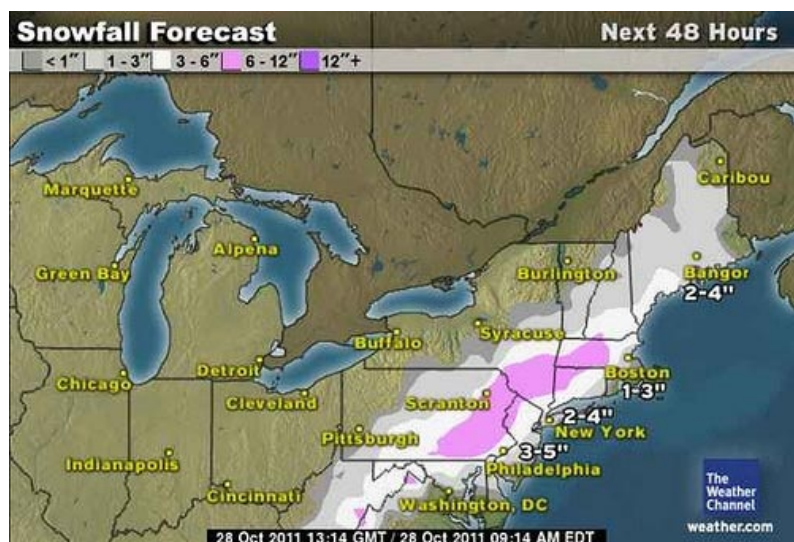 Snowfall Forecast
Next 48 Hours
< 1" 1 - 3" 3 - 6" 6 - 12" 12"+
Caribou
Marquette
Alpena
Green Bay
Burlington
Bangor
2-4"
Syracuse
Buffalo
Detroit
Boston
Chicago
1-3"
Cleveland
Scranton
2-4"
New York
Pittsburgh
3-5"
Indianapolis
Philadelphia
Cincinnati
Washington, DC
The
Weather
Channel
weather.com
28 Oct 2011 13:14 GMT / 28 Oct 2011 09:14 AM EDT